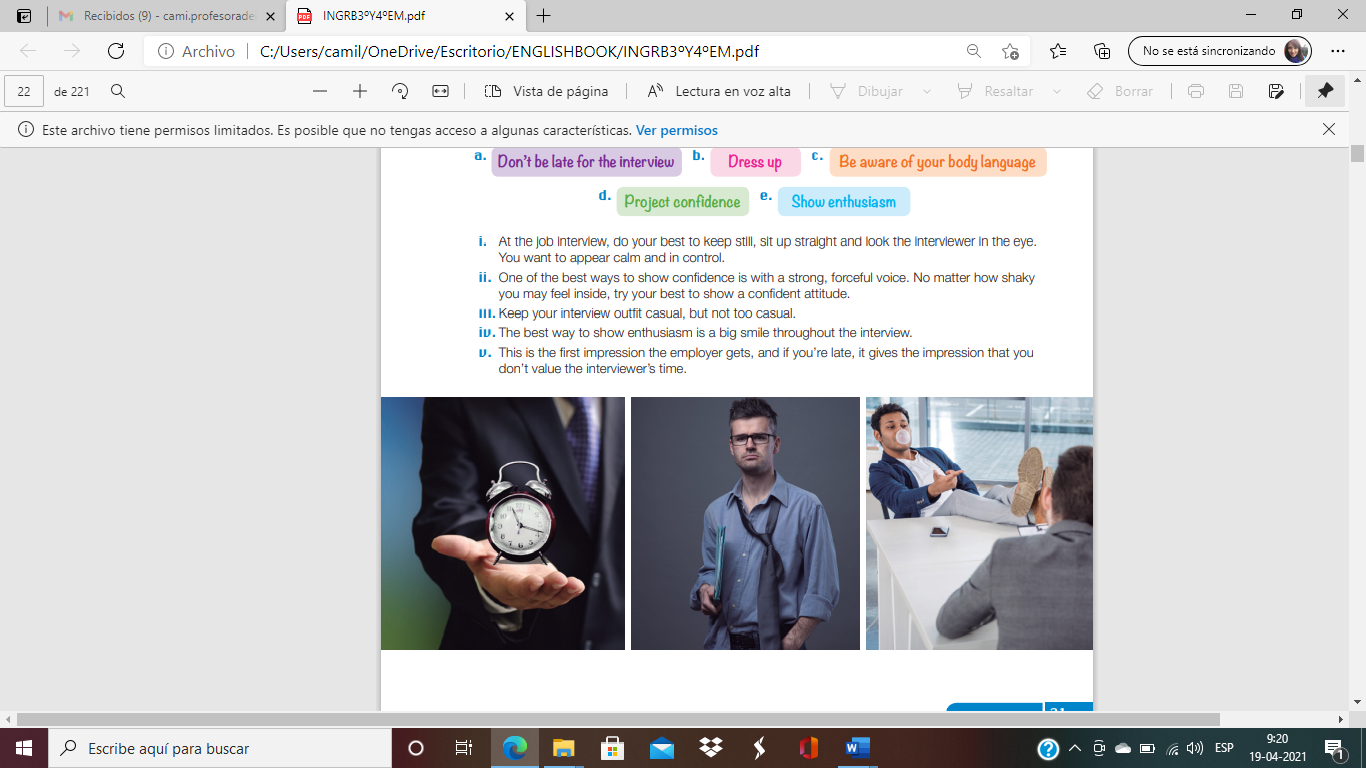 Recibidos (9) - cami.profesorade
INGRB3ºY4ºEM.pdf
Archivo
C:/Users/camil/OneDrive/Escritorio/ENGLISHBOOK/INGRB3ºY4ºEM.pdf
No se está sincronizando
22 de 221
Vista de página
Lectura en voz alta
Dibujar
Resaltar
Borrar
Este archivo tiene permisos limitados. Es posible que no tengas acceso a algunas características. Ver permisos
a. Don't be late for the interview b. Dress up c. Be aware of your body language
d. Project confidence e. Show enthusiasm
i. At the job interview, do your best to keep still, sit up straight and look the interviewer in the eye.
You want to appear calm and in control.
ii. One of the best ways to show confidence is with a strong, forceful voice. No matter how shaky
you may feel inside, try your best to show a confident attitude.
iii. Keep your interview outfit casual, but not too casual.
iv. The best way to show enthusiasm is a big smile throughout the interview.
v. This is the first impression the employer gets, and if you're late, it gives the impression that you
don't value the interviewer's time.
Escribe aquí para buscar
ESP
9:20
19-04-2021
1